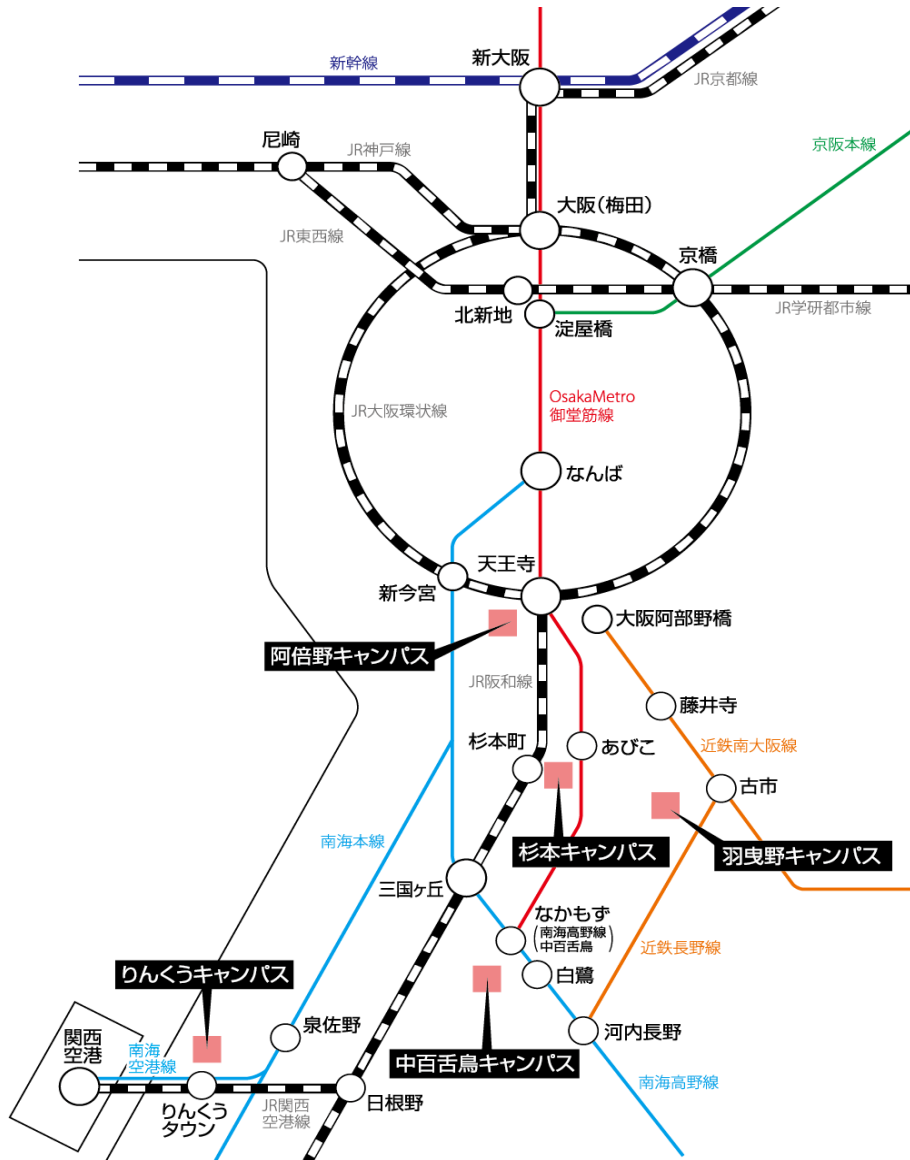 新大阪
新幹線
JR京都線
尼崎
JR神戸線
京阪本線
大阪（梅田）
JR東西線
京橋
北新地
淀屋橋
JR学研都市線
OsakaMetro
御堂筋線
JR大阪環状線
なんば
天王寺
新今宮
大阪阿部野橋
阿倍野キャンパス
JR阪和線
藤井寺
杉本町
あびこ
近鉄南大阪線
古市
南海本線
杉本キャンパス
羽曳野キャンパス
三国ヶ丘
なかもず
（南海高野線
中百舌鳥）
近鉄長野線
りんくうキャンパス
白鷺
泉佐野
河内長野
関西
空港
南海
空港線
中百舌鳥キャンパス
南海高野線
りんくう
タウン
JR関西
空港線
日根野